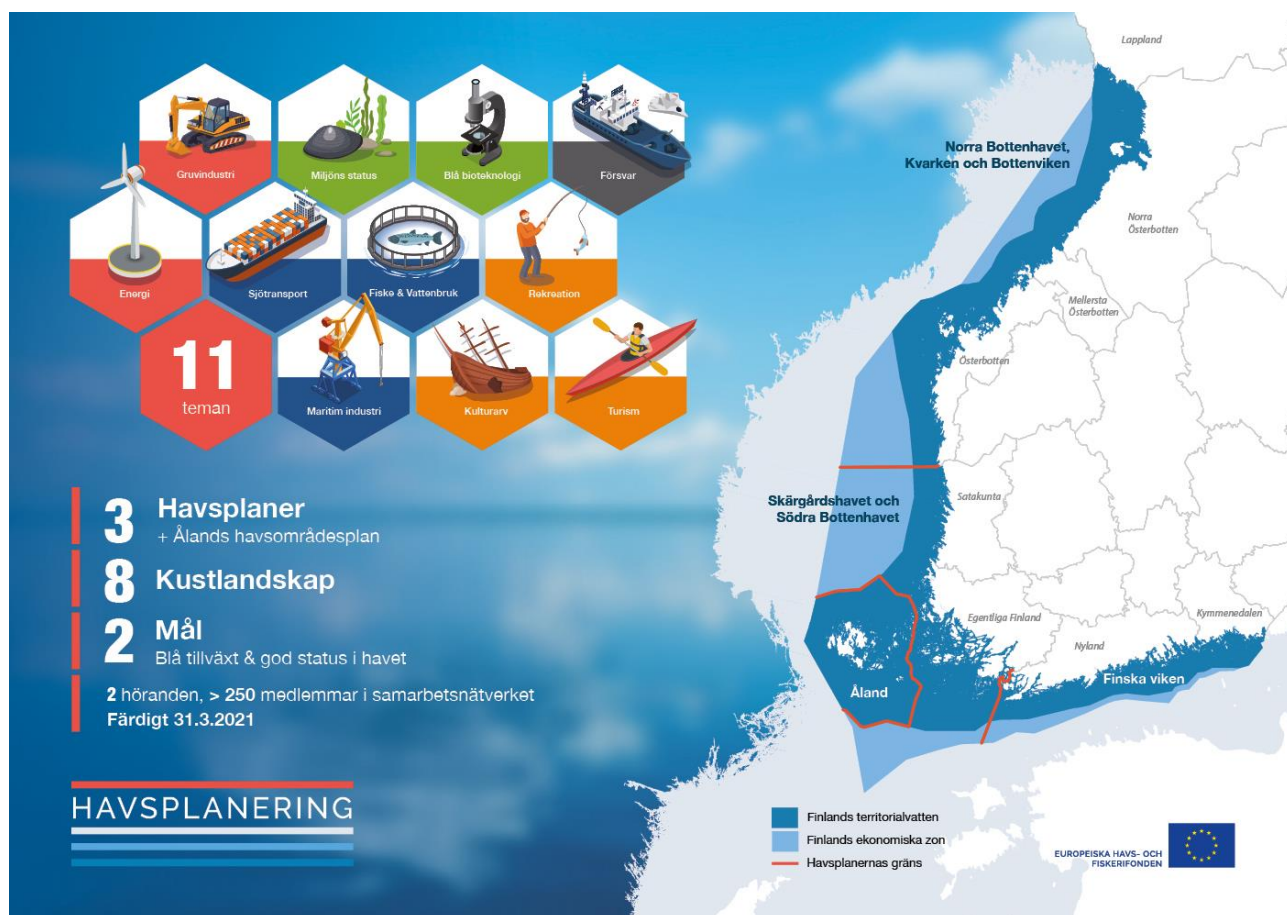 Gruvindustri
Miljöns status
Blå bioteknologi
Försvar
Energi
Sjötransport
Fiske & Vattenbruk
Rekreation
11
teman
Maritim industri
Kulturarv
Turism
3 Havsplaner
+ Ålands havsområdesplan
8 Kustlandskap
2 Mål
Blå tillväxt & god status i havet
2 höranden, > 250 medlemmar i samarbetsnätverket
Färdigt 31.3.2021
HAVSPLANERING
Lappland
Norra Bottenhavet,
Kvarken och Bottenviken
Norra
Österbotten
Mellersta
Österbotten
Österbotten
Skärgårdshavet och
Södra Bottenhavet
Satakunta
Egentliga Finland
Kymmenedalen
Nyland
Finska viken
Åland
Finlands territorialvatten
Finlands ekonomiska zon
Havsplanernas gräns
EUROPEISKA HAVS- OCH
FISKERIFONDEN